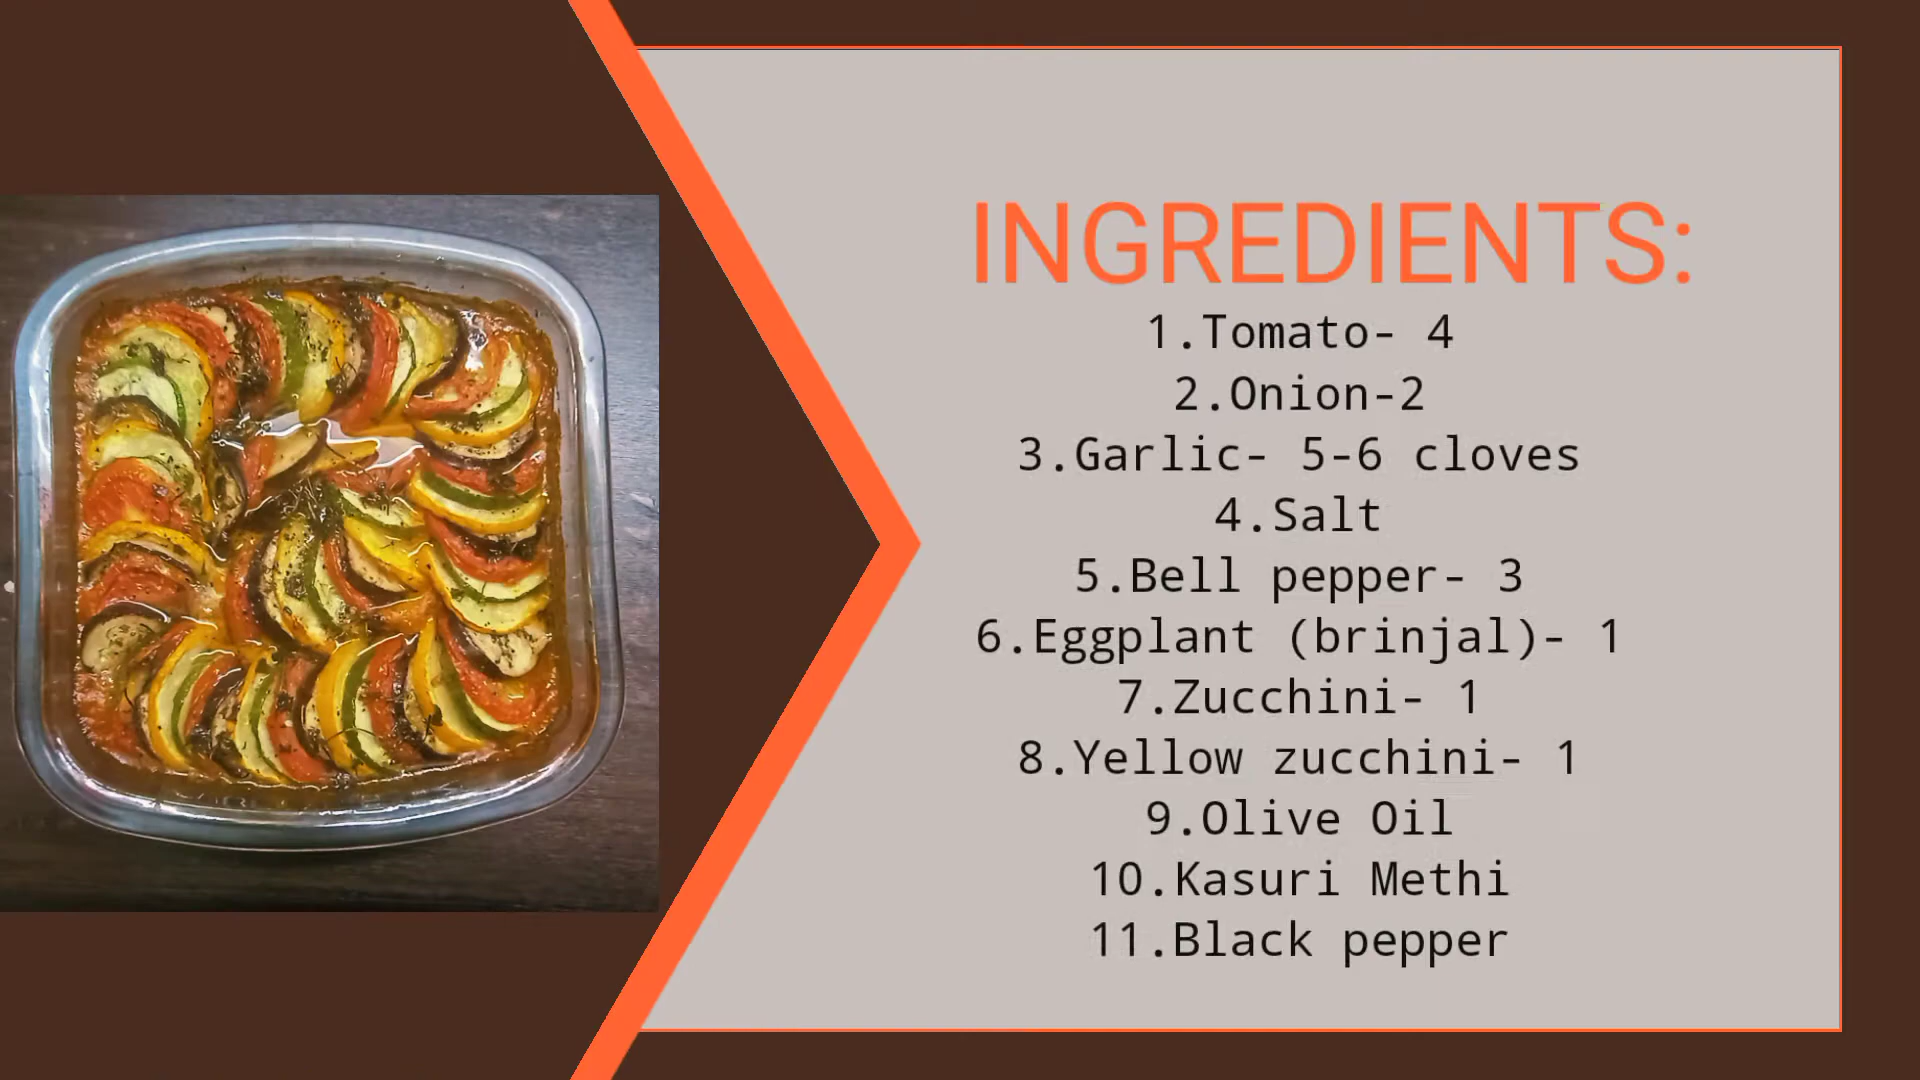 INGREDIENTS:
1.Tomato- 4
2.Onion-2
3.Garlic- 5-6 cloves
4.Salt
5.Bell pepper- 3
6.Eggplant (brinjal)- 1
7.Zucchini- 1
8.Yellow zucchini- 1
9.Olive Oil
10.Kasuri Methi
11.Black pepper